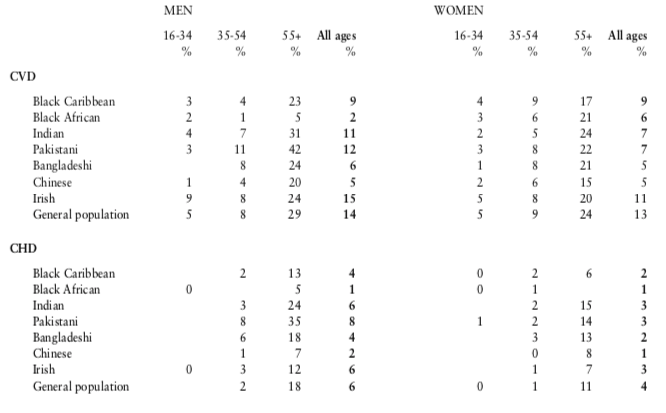 MEN WOMEN
16-34 35-54 55+ All ages 16-34 35-54 55+ All ages
% % % % % % % %
CVD
Black Caribbean 3 4 23 9 4 9 17 9
Black African 2 1 5 2 3 6 21 6
Indian 4 7 31 11 2 5 24 7
Pakistani 3 11 42 12 3 8 22 7
Bangladeshi 8 24 6 1 8 21 5
Chinese 1 4 20 5 2 6 15 5
Irish 9 8 24 15 5 8 20 11
General population 5 8 29 14 5 9 24 13
CHD
Black Caribbean 2 13 4 0 2 6 2
Black African 0 5 1 0 1 1
Indian 3 24 6 2 15 3
Pakistani 8 35 8 1 2 14 3
Bangladeshi 6 18 4 3 13 2
Chinese 1 7 2 0 8 1
Irish 0 3 12 6 1 7 3
General population 2 18 6 0 1 11 4